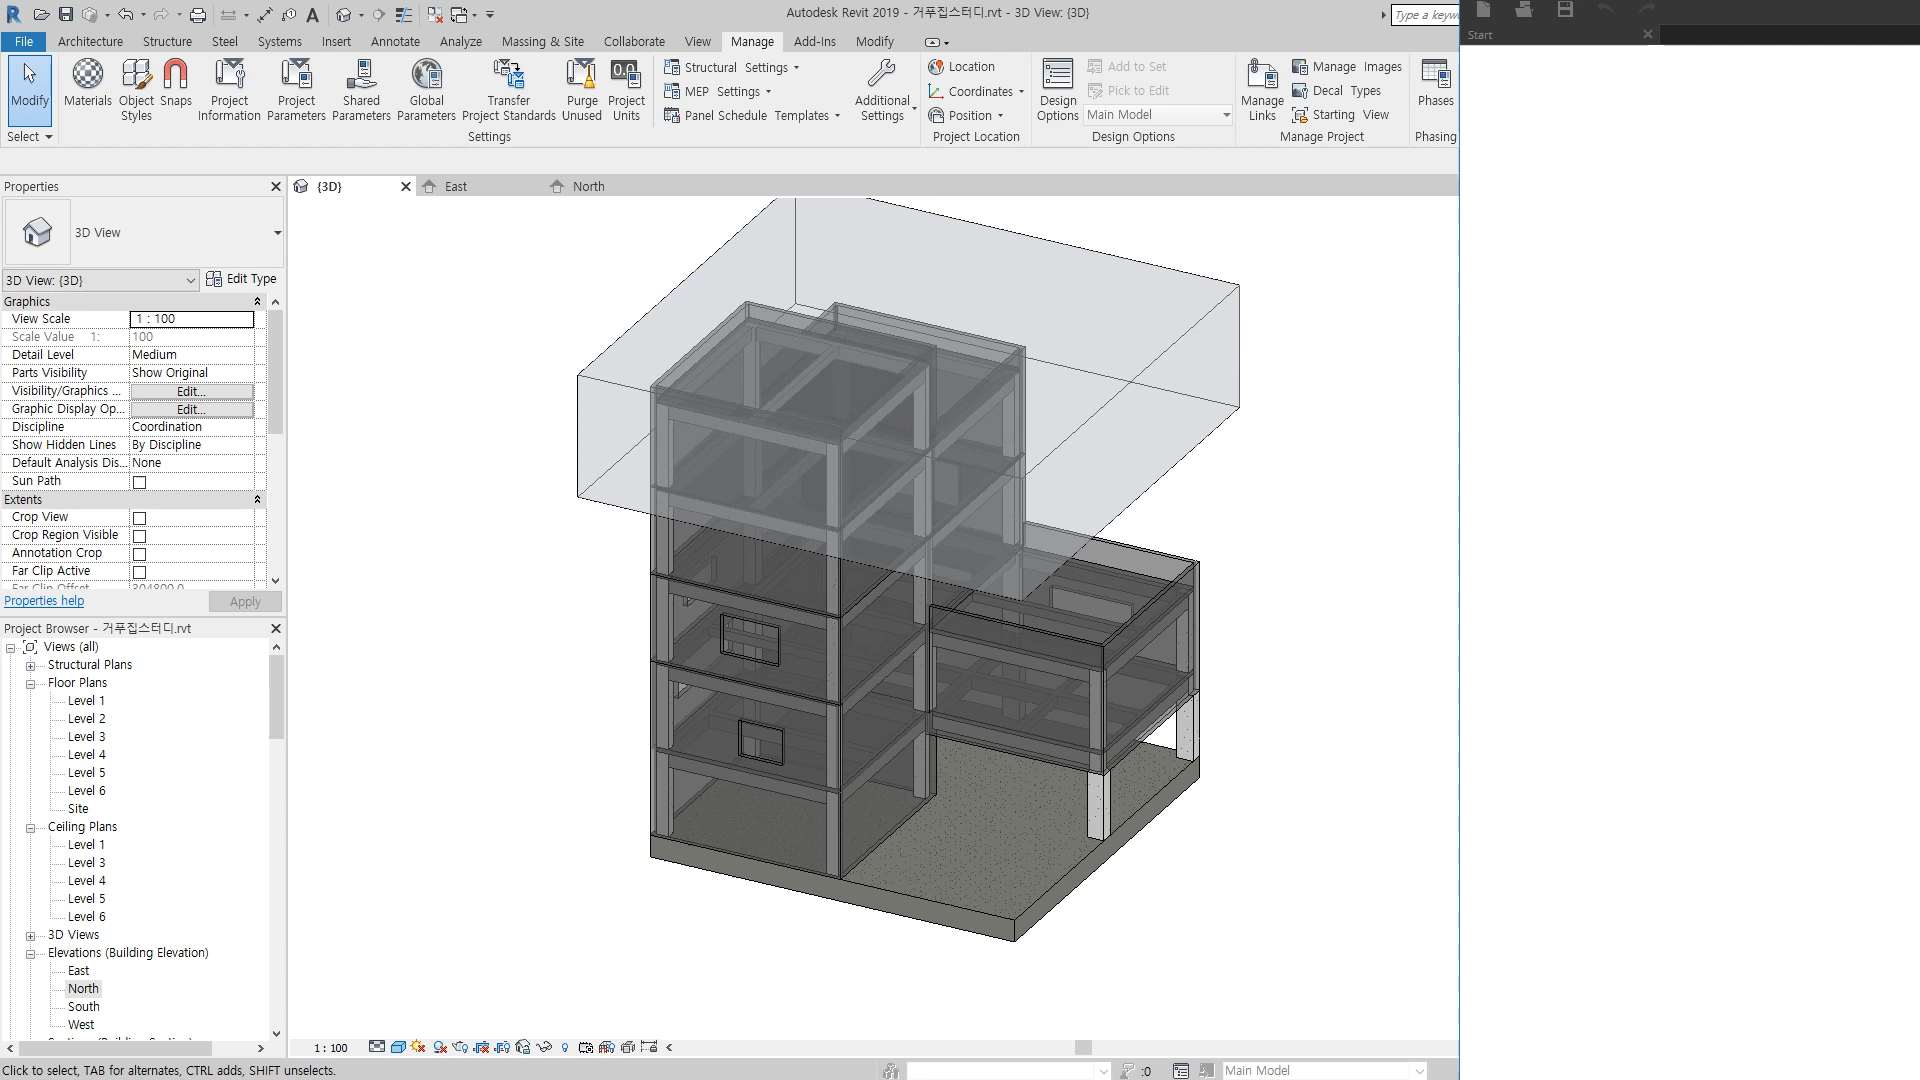 Autodesk Revit 2019 - 거푸집스터디.rvt - 3D View: {3D}
Type a keyw
Start
File Architecture Structure Steel Systems Insert Annotate Analyze Massing & Site Collaborate View Manage Add-Ins Modify
Modify
Materials
Object Styles
Snaps
Project Information
Project Parameters
Shared Parameters
Global Parameters
Transfer Project Standards
Purge Unused
Project Units
Structural Settings
MEP Settings
Panel Schedule Templates
Additional Settings
Location
Coordinates
Position
Design Options
Add to Set
Pick to Edit
Main Model
Manage Links
Manage Images
Decal Types
Starting View
Phases
Select
Settings
Project Location
Design Options
Manage Project
Phasing
Properties
{3D}
East
North
3D View
3D View: {3D}
Edit Type
Graphics
View Scale 1 : 100
Scale Value 1: 100
Detail Level Medium
Parts Visibility Show Original
Visibility/Graphics ... Edit...
Graphic Display Op... Edit...
Discipline Coordination
Show Hidden Lines By Discipline
Default Analysis Dis... None
Sun Path
Extents
Crop View
Crop Region Visible
Annotation Crop
Far Clip Active
Far Clip Offset 304800.0
Properties help
Apply
Project Browser - 거푸집스터디.rvt
Views (all)
Structural Plans
Floor Plans
Level 1
Level 2
Level 3
Level 4
Level 5
Level 6
Site
Ceiling Plans
Level 1
Level 3
Level 4
Level 5
Level 6
3D Views
Elevations (Building Elevation)
East
North
South
West
1 : 100
Click to select, TAB for alternates, CTRL adds, SHIFT unselects.
:0
Main Model